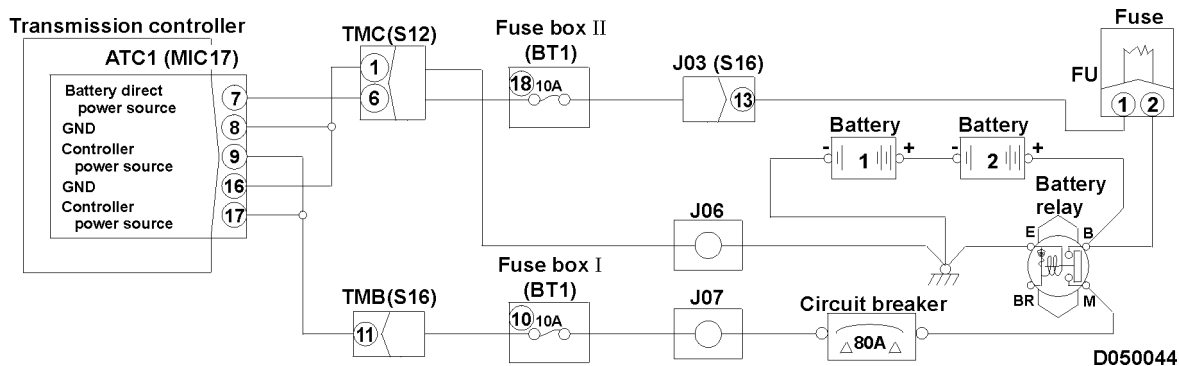 Transmission controller
ATC1 (MIC17)
Battery direct
power source
7
GND
8
Controller
power source
9
GND
16
Controller
power source
17
TMC(S12)
1
6
Fuse box II
(BT1)
18 10A
J03 (S16)
13
Fuse
FU
1 2
Battery
- 1 +
Battery
- 2 +
Battery
relay
E B
BR M
J06
TMB(S16)
11
Fuse box I
(BT1)
10 10A
J07
Circuit breaker
80A
D050044